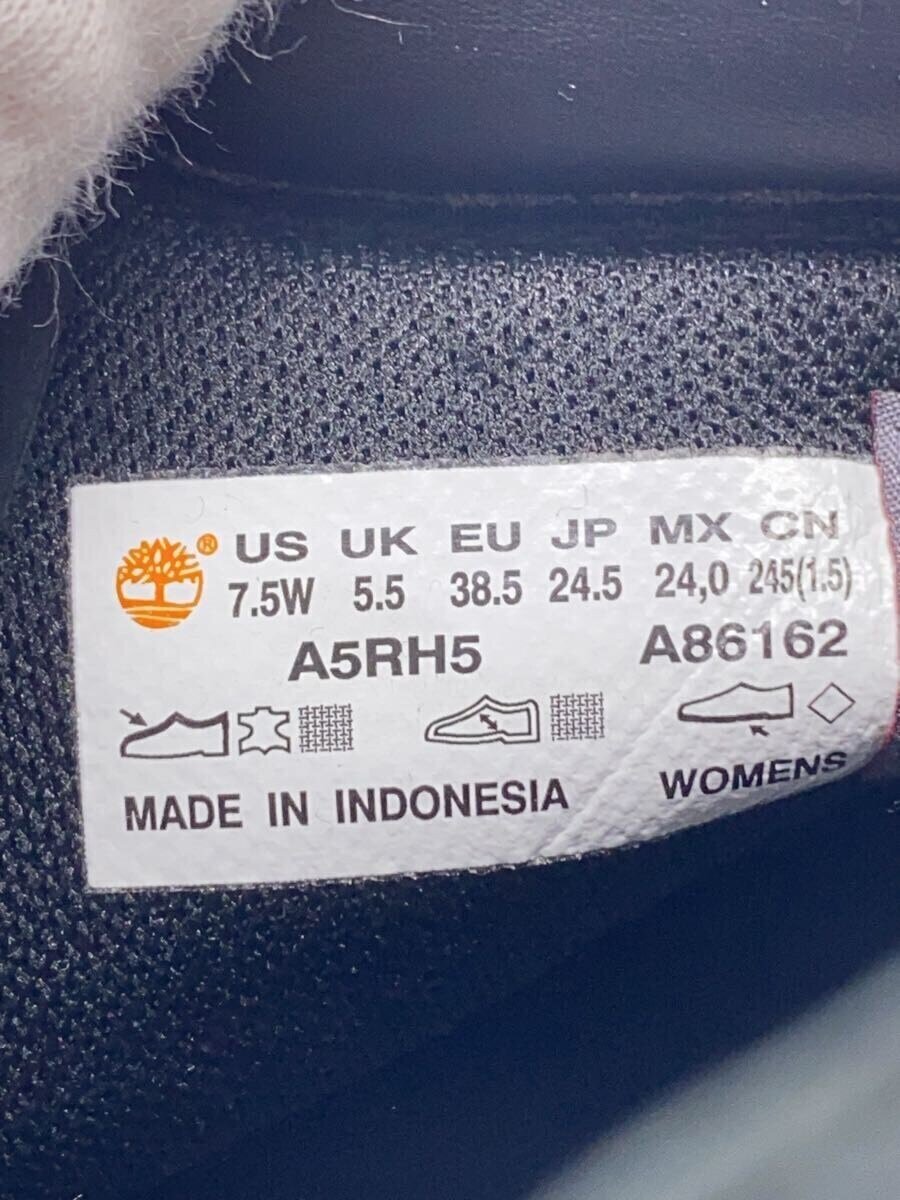 ® US UK EU JP MX CN
7.5W 5.5 38.5 24.5 24,0 245(1.5)
A5RH5 A86162
MADE IN INDONESIA WOMENS